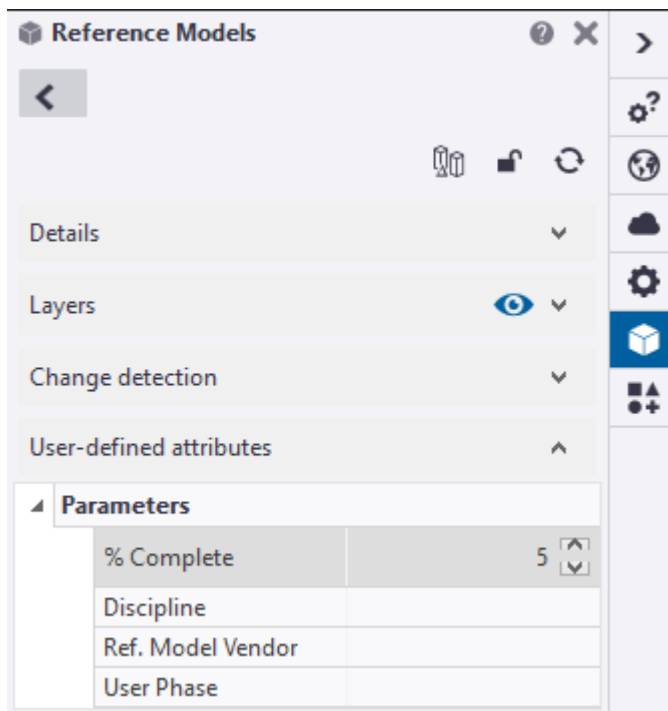 Reference Models
Details
Layers
Change detection
User-defined attributes
Parameters
% Complete 5
Discipline
Ref. Model Vendor
User Phase